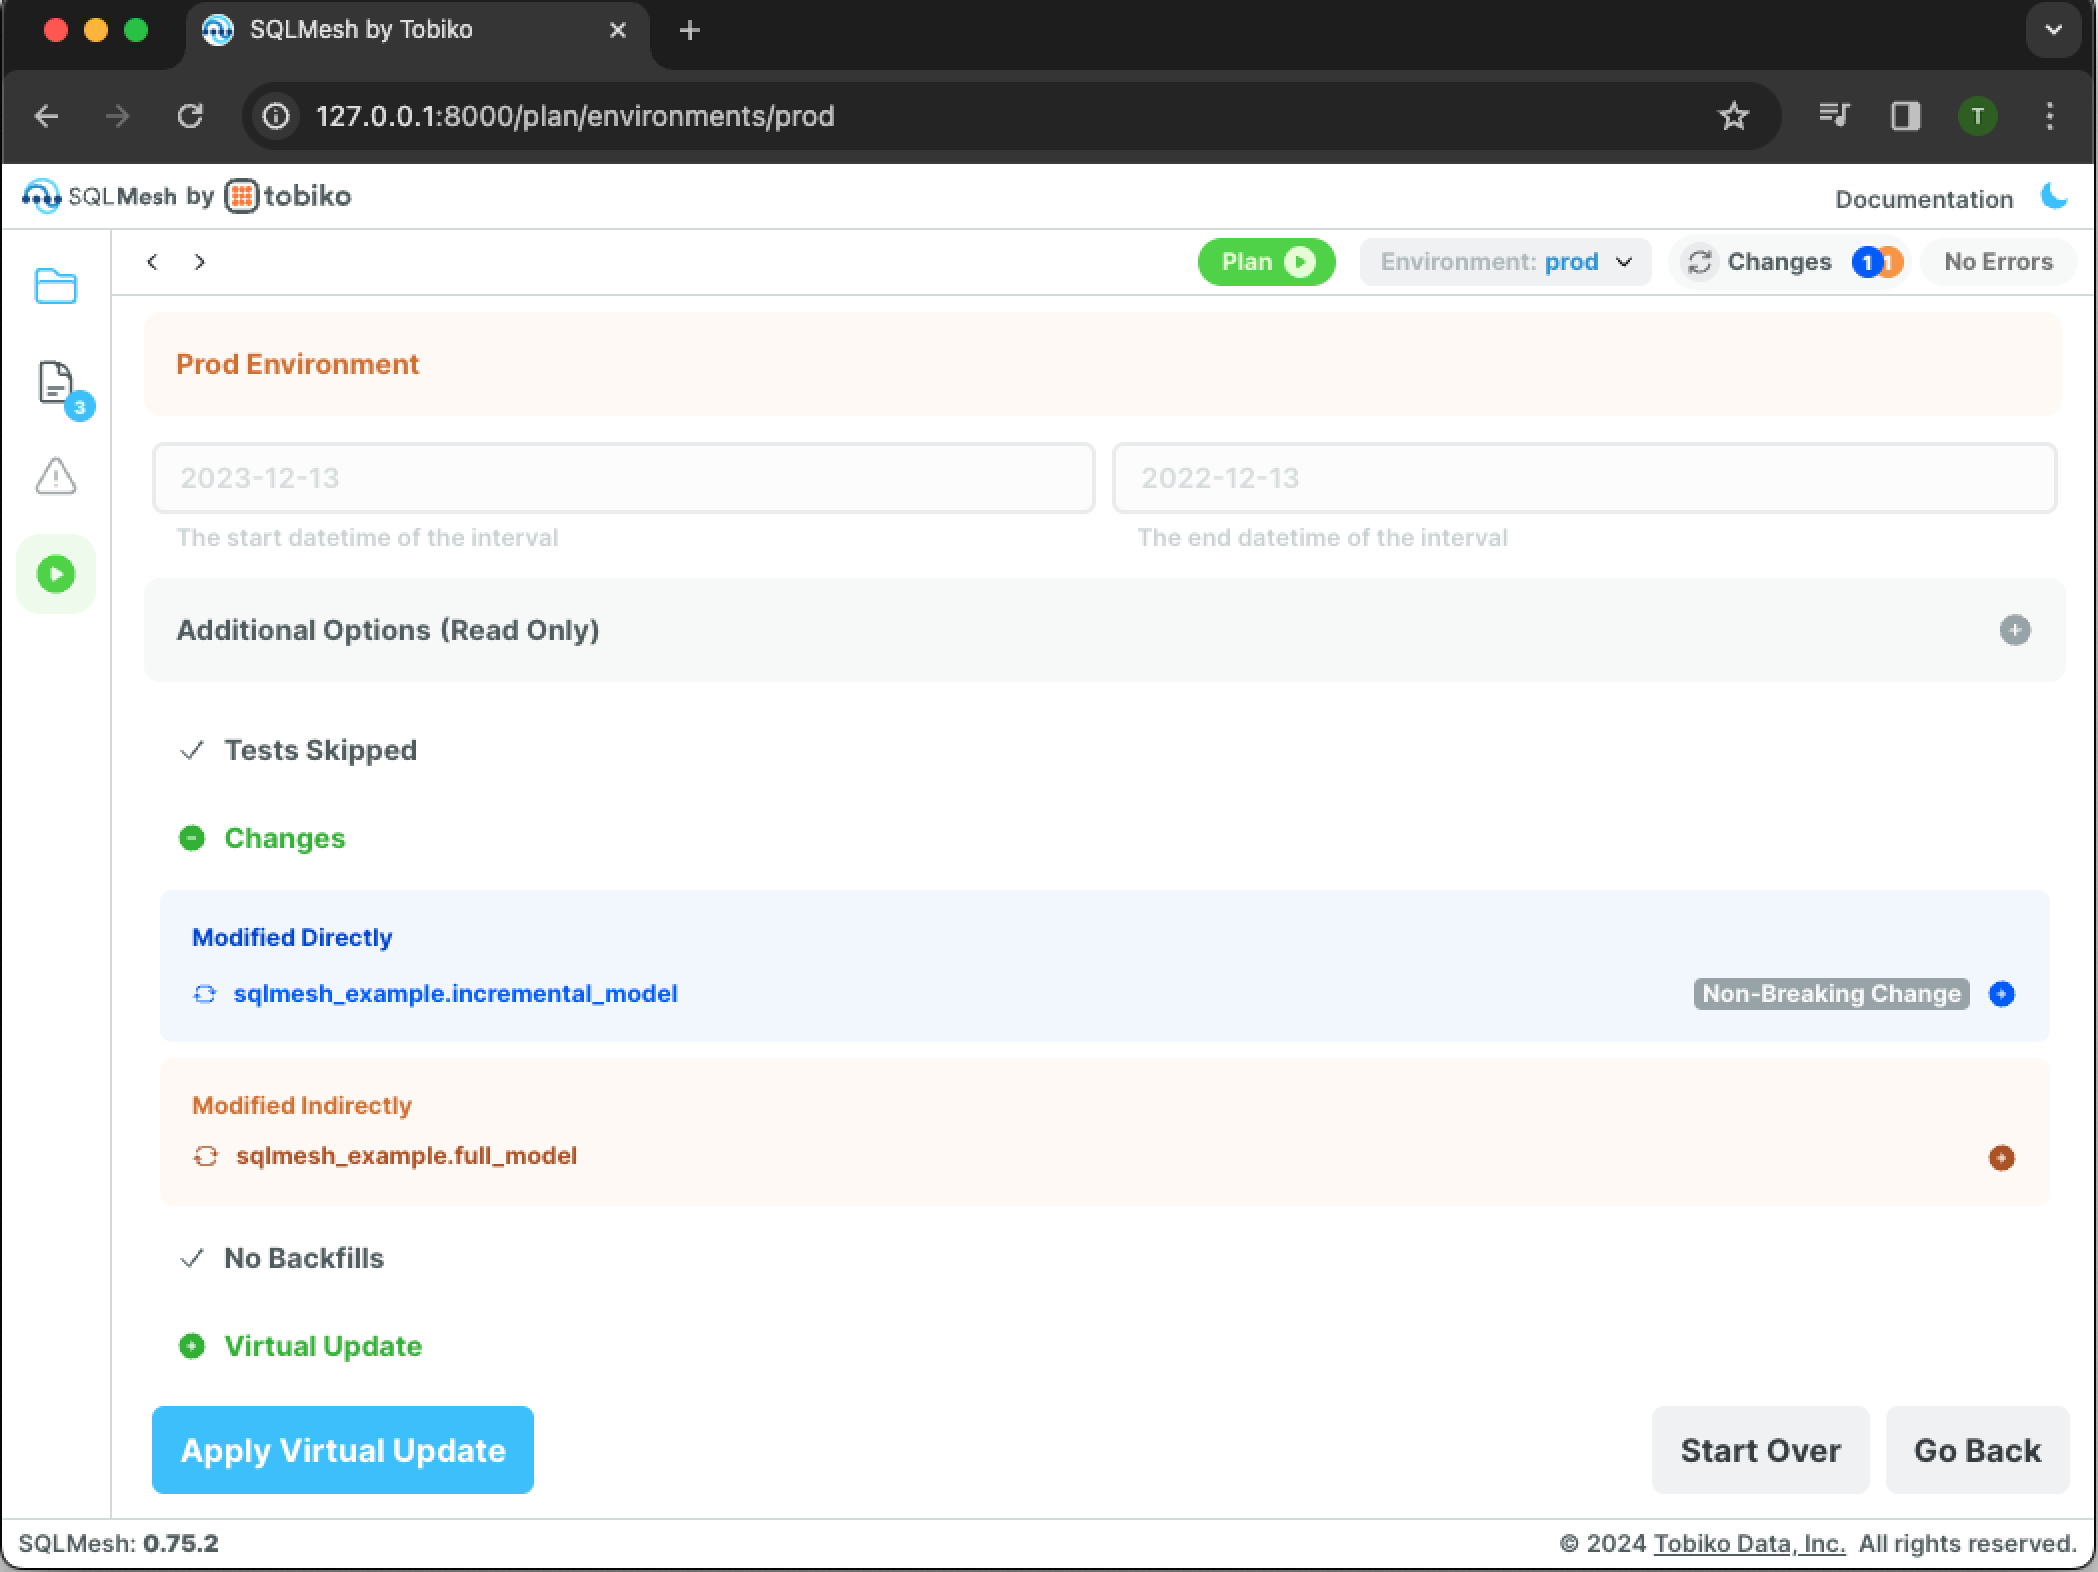 SQLMesh by Tobiko
127.0.0.1:8000/plan/environments/prod
T
SQLMesh by tobiko
Documentation
Plan
Environment: prod
Changes 1 1
No Errors
3
Prod Environment
2023-12-13
2022-12-13
The start datetime of the interval
The end datetime of the interval
Additional Options (Read Only)
Tests Skipped
Changes
Modified Directly
sqlmesh_example.incremental_model
Non-Breaking Change
Modified Indirectly
sqlmesh_example.full_model
No Backfills
Virtual Update
Apply Virtual Update
Start Over
Go Back
SQLMesh: 0.75.2
© 2024 Tobiko Data, Inc. All rights reserved.